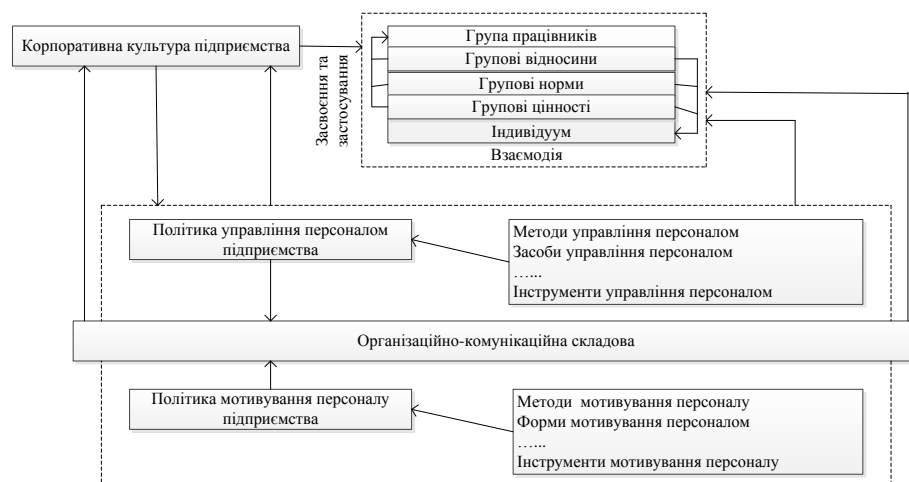 Корпоративна культура підприємства
Засвоєння та
застосування
Група працівників
Групові відносини
Групові норми
Групові цінності
Індивідуум
Взаємодія
Політика управління персоналом
підприємства
Методи управління персоналом
Засоби управління персоналом
…...
Інструменти управління персоналом
Організаційно-комунікаційна складова
Політика мотивування персоналу
підприємства
Методи  мотивування персоналу
Форми мотивування персоналом
…...
Інструменти мотивування персоналу